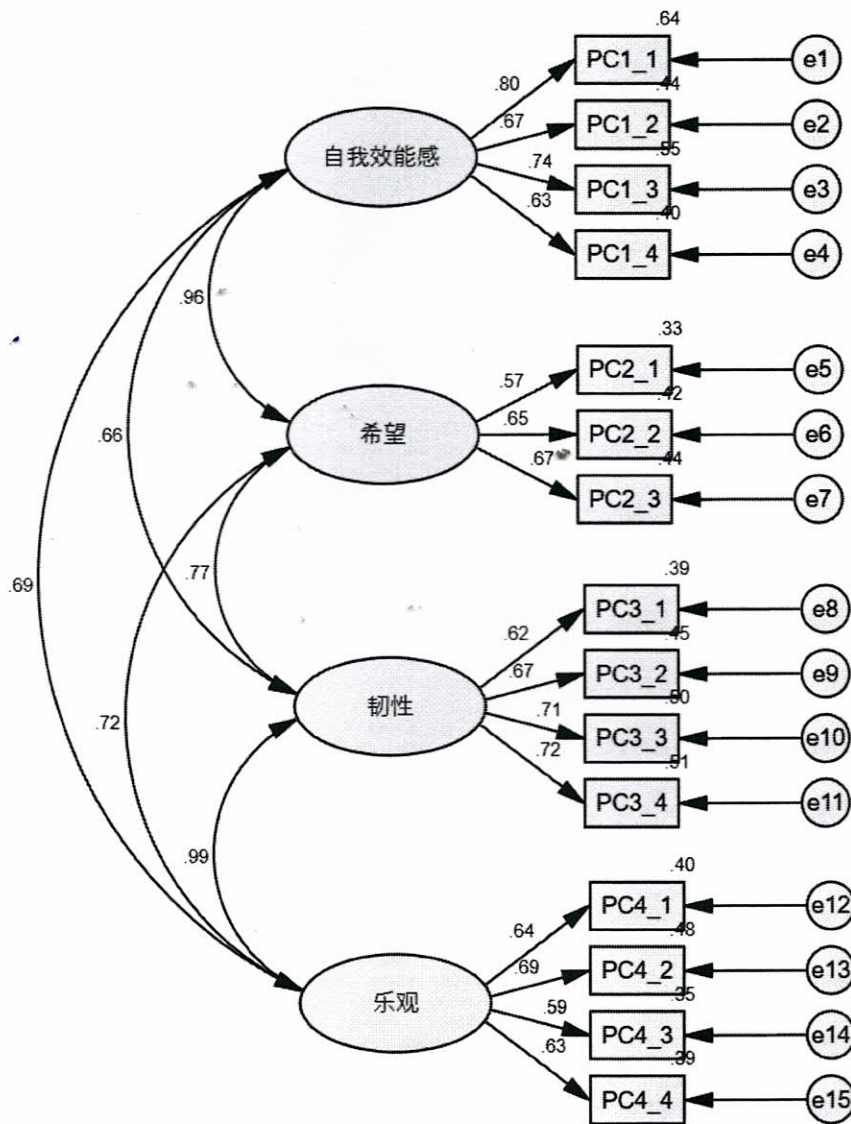 .64
PC1_1
e1
.80
.44
PC1_2
e2
.67
.55
自我效能感
PC1_3
e3
.74
.40
.63
PC1_4
e4
.96
.33
PC2_1
e5
.57
.42
.66
希望
PC2_2
e6
.65
.44
.67
PC2_3
e7
.77
.69
.39
PC3_1
e8
.62
.45
PC3_2
e9
.67
.50
韧性
.71
PC3_3
e10
.72
.72
.51
PC3_4
e11
.99
.40
PC4_1
e12
.64
.48
PC4_2
e13
.69
.35
乐观
.59
PC4_3
e14
.63
.39
PC4_4
e15